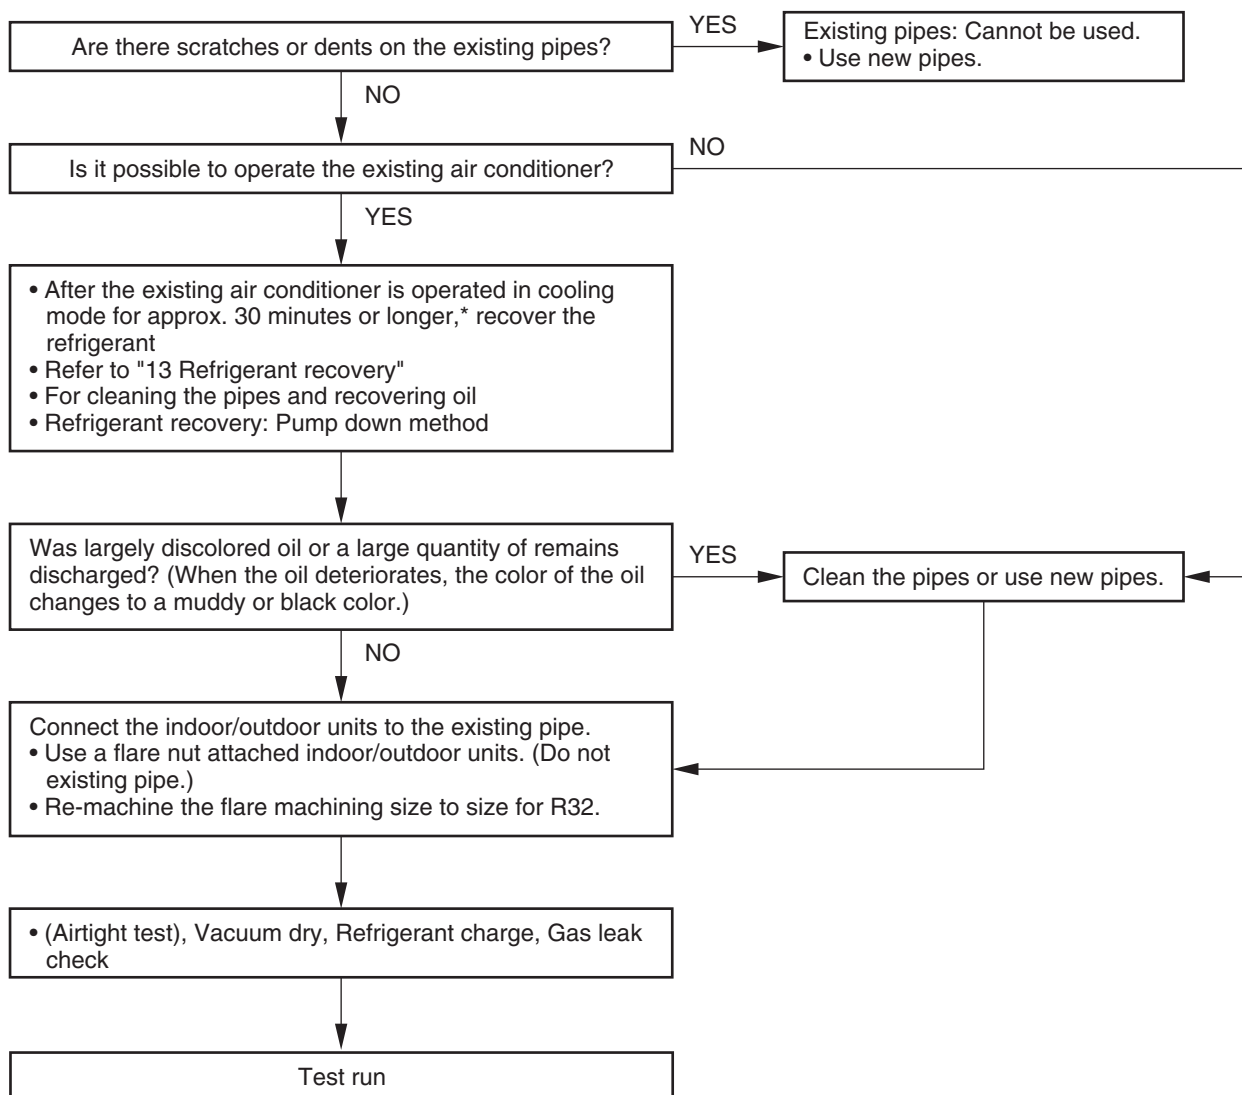 Are there scratches or dents on the existing pipes?
YES
Existing pipes: Cannot be used.
• Use new pipes.
NO
Is it possible to operate the existing air conditioner?
NO
YES
• After the existing air conditioner is operated in cooling
mode for approx. 30 minutes or longer,* recover the
refrigerant
• Refer to "13 Refrigerant recovery"
• For cleaning the pipes and recovering oil
• Refrigerant recovery: Pump down method
Was largely discolored oil or a large quantity of remains
discharged? (When the oil deteriorates, the color of the oil
changes to a muddy or black color.)
YES
Clean the pipes or use new pipes.
NO
Connect the indoor/outdoor units to the existing pipe.
• Use a flare nut attached indoor/outdoor units. (Do not
existing pipe.)
• Re-machine the flare machining size to size for R32.
• (Airtight test), Vacuum dry, Refrigerant charge, Gas leak
check
Test run